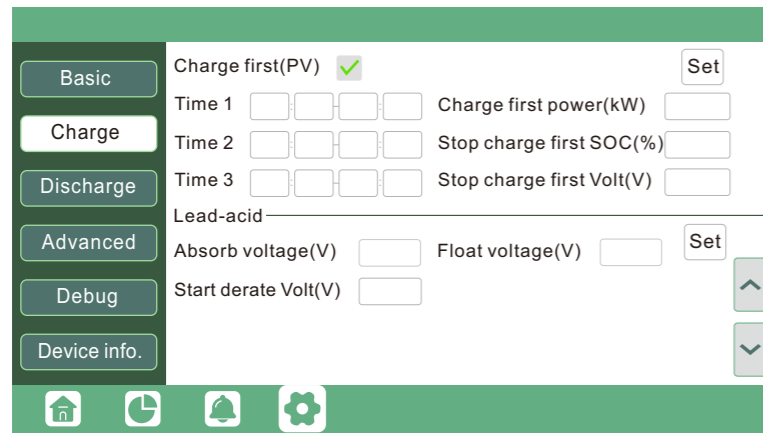 Basic
Charge
Discharge
Advanced
Debug
Device info.
Charge first(PV) Set
Time 1 : - : Charge first power(kW)
Time 2 : - : Stop charge first SOC(%)
Time 3 : - : Stop charge first Volt(V)
Lead-acid
Absorb voltage(V) Float voltage(V) Set
Start derate Volt(V)